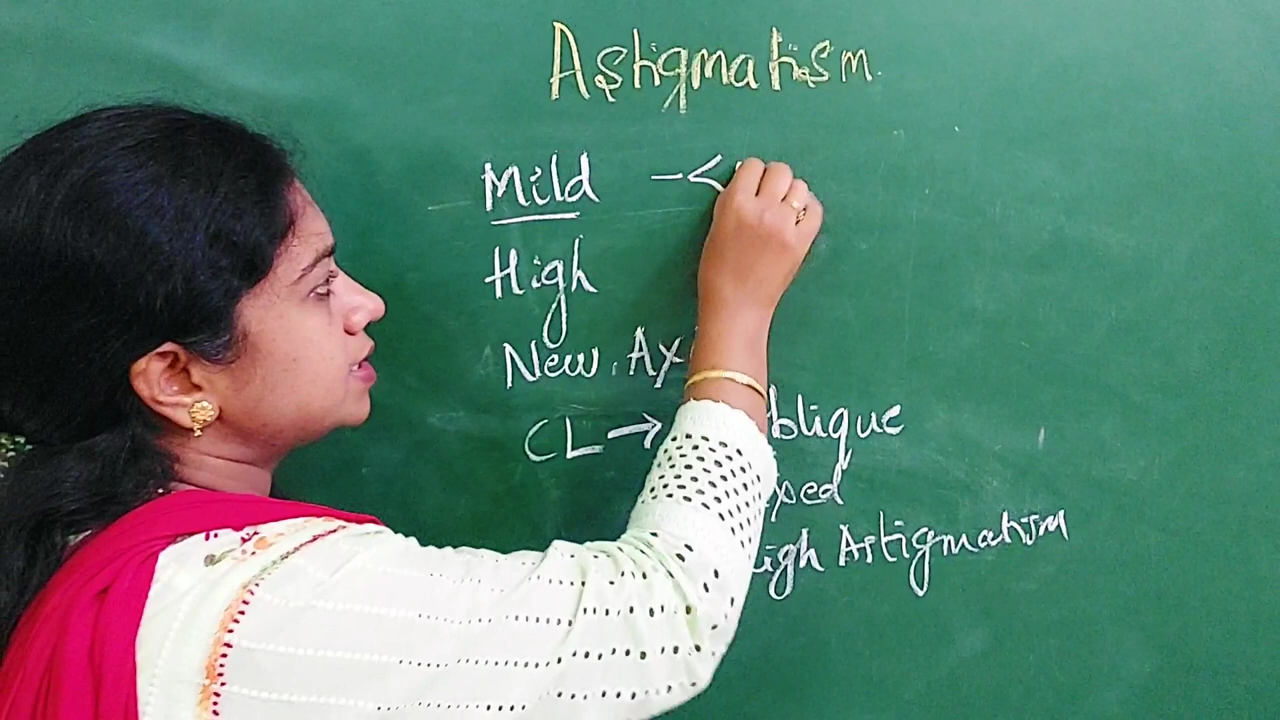 Astigmatism.
Mild - <
High
New. Ax
CL → blique
xed
igh Astigmatism